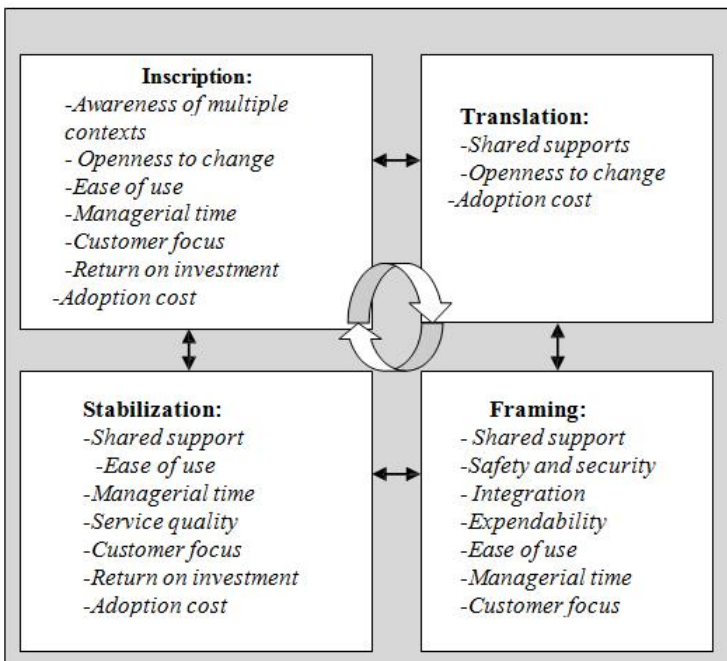 Inscription:
-Awareness of multiple
contexts
- Openness to change
-Ease of use
-Managerial time
-Customer focus
-Return on investment
-Adoption cost
Translation:
-Shared supports
-Openness to change
-Adoption cost
Stabilization:
-Shared support
-Ease of use
-Managerial time
-Service quality
-Customer focus
-Return on investment
-Adoption cost
Framing:
- Shared support
-Safety and security
- Integration
-Expendability
-Ease of use
-Managerial time
-Customer focus